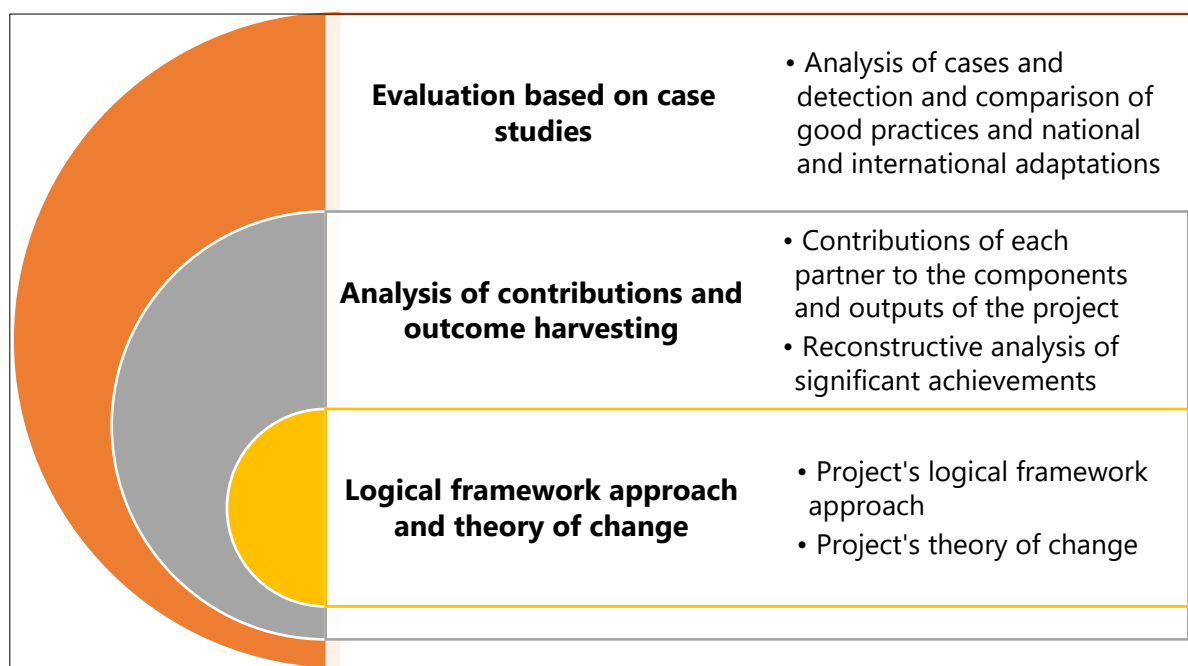 Evaluation based on case
studies
• Analysis of cases and
detection and comparison of
good practices and national
and international adaptations
Analysis of contributions and
outcome harvesting
• Contributions of each
partner to the components
and outputs of the project
• Reconstructive analysis of
significant achievements
Logical framework approach
and theory of change
• Project's logical framework
approach
• Project's theory of change